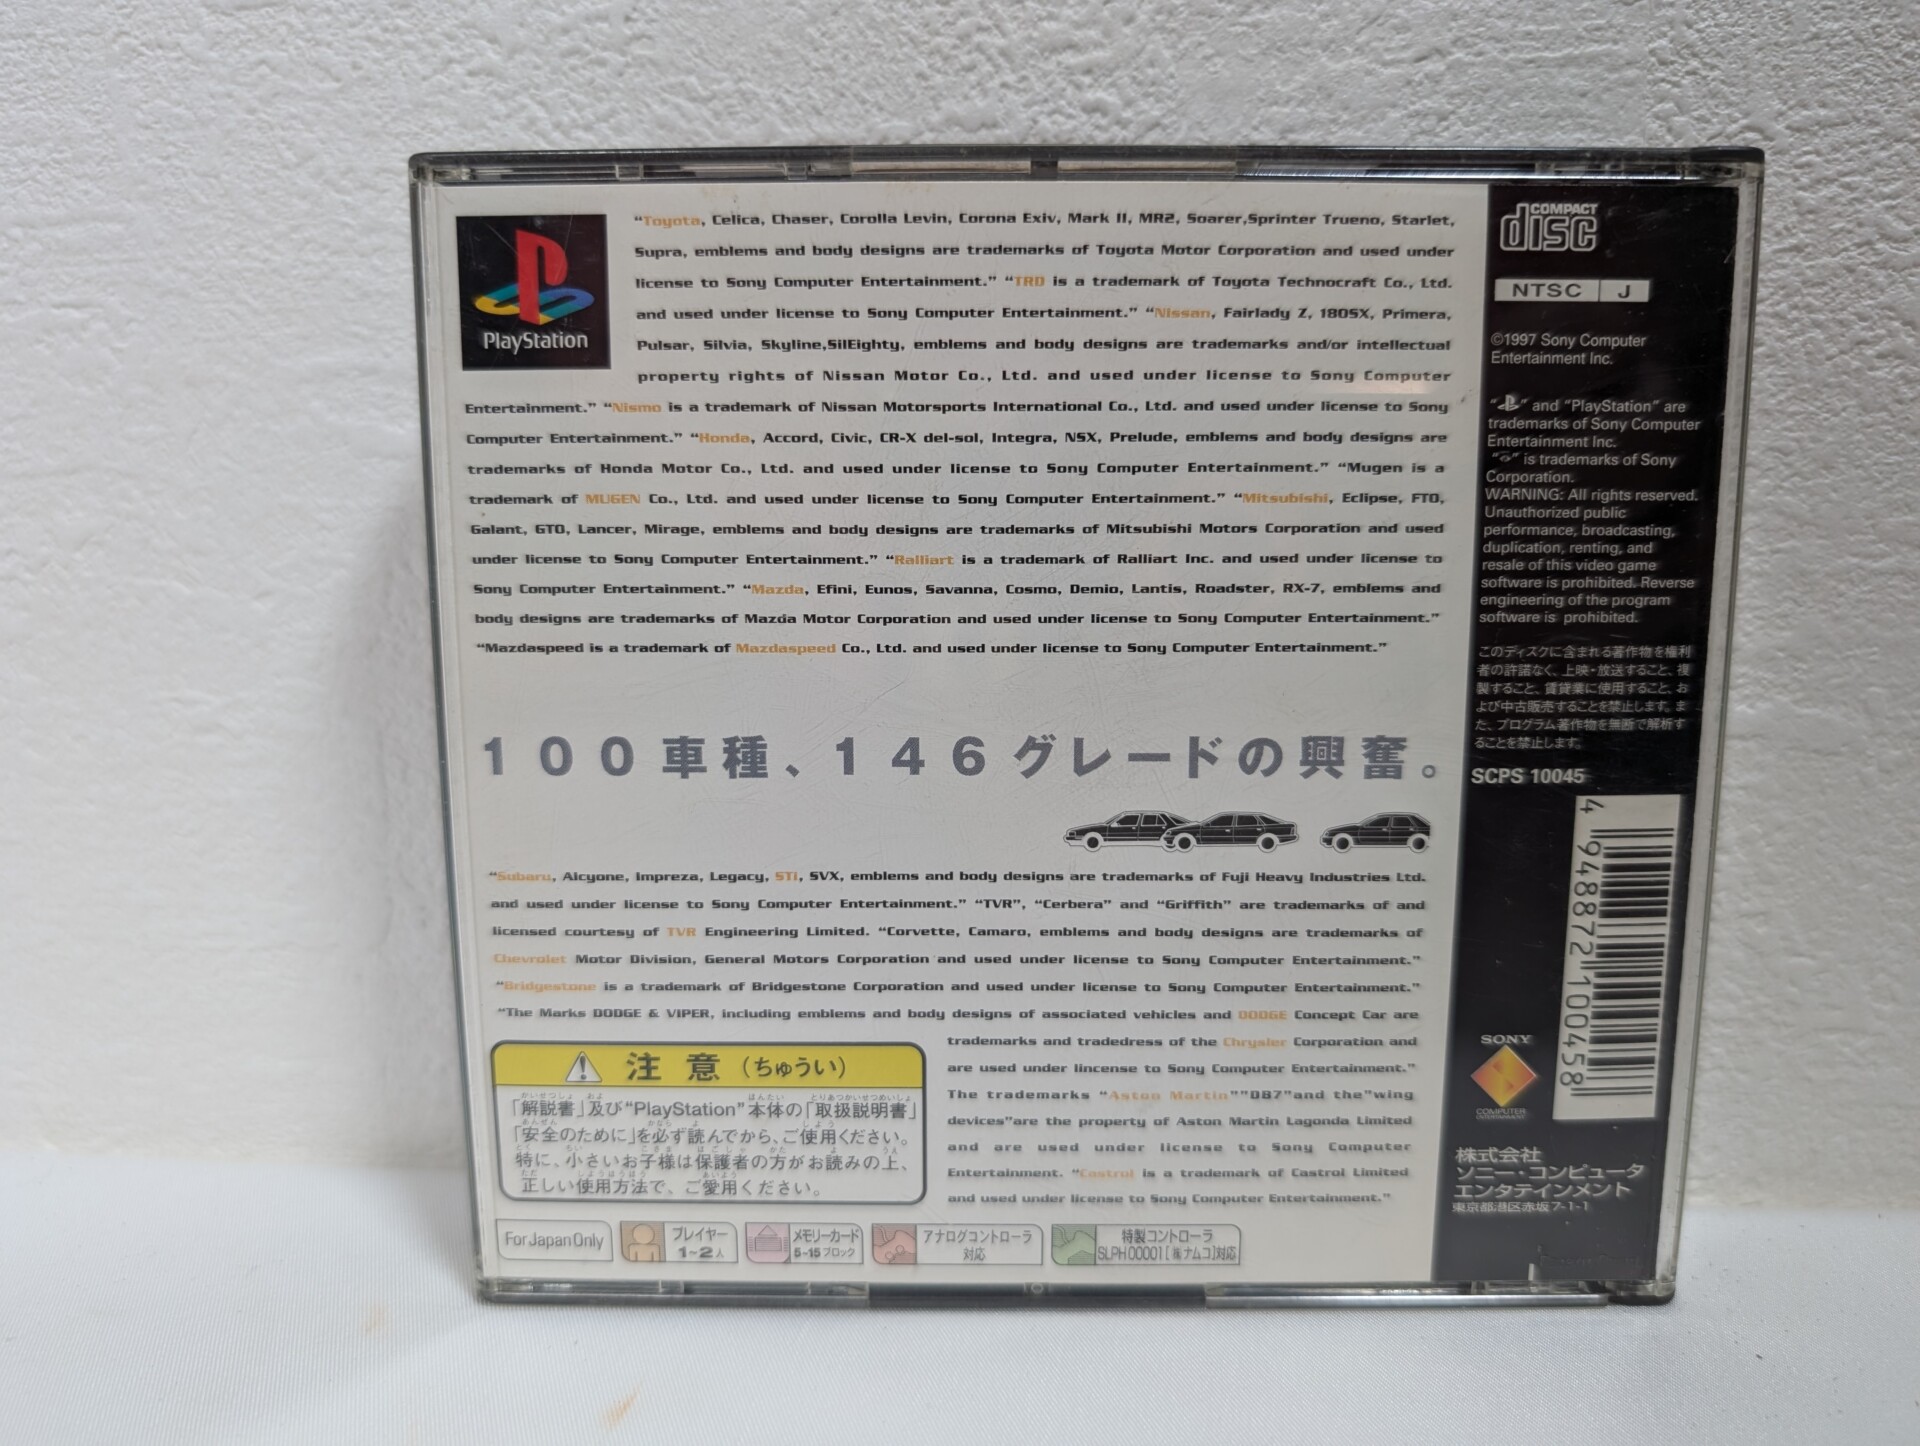 PlayStation
"Toyota, Celica, Chaser, Corolla Levin, Corona Exiv, Mark II, MR2, Soarer,Sprinter Trueno, Starlet,
Supra, emblems and body designs are trademarks of Toyota Motor Corporation and used under
license to Sony Computer Entertainment." "TRD is a trademark of Toyota Technocraft Co., Ltd.
and used under license to Sony Computer Entertainment." "Nissan, Fairlady Z, 180SX, Primera,
Pulsar, Silvia, Skyline,SilEighty, emblems and body designs are trademarks and/or intellectual
property rights of Nissan Motor Co., Ltd. and used under license to Sony Computer
Entertainment." "Nismo is a trademark of Nissan Motorsports International Co., Ltd. and used under license to Sony
Computer Entertainment." "Honda, Accord, Civic, CR-X del-sol, Integra, NSX, Prelude, emblems and body designs are
trademarks of Honda Motor Co., Ltd. and used under license to Sony Computer Entertainment." "Mugen is a
trademark of MUGEN Co., Ltd. and used under license to Sony Computer Entertainment." "Mitsubishi, Eclipse, FTO,
Galant, GTO, Lancer, Mirage, emblems and body designs are trademarks of Mitsubishi Motors Corporation and used
under license to Sony Computer Entertainment." "Ralliart is a trademark of Ralliart Inc. and used under license to
Sony Computer Entertainment." "Mazda, Efini, Eunos, Savanna, Cosmo, Demio, Lantis, Roadster, RX-7, emblems and
body designs are trademarks of Mazda Motor Corporation and used under license to Sony Computer Entertainment."
"Mazdaspeed is a trademark of Mazdaspeed Co., Ltd. and used under license to Sony Computer Entertainment."
100車種、146グレードの興奮。
"Subaru, Alcyone, Impreza, Legacy, STi, SVX, emblems and body designs are trademarks of Fuji Heavy Industries Ltd.
and used under license to Sony Computer Entertainment." "TVR", "Cerbera" and "Griffith" are trademarks of and
licensed courtesy of TVR Engineering Limited. "Corvette, Camaro, emblems and body designs are trademarks of
Chevrolet Motor Division, General Motors Corporation and used under license to Sony Computer Entertainment."
"Bridgestone is a trademark of Bridgestone Corporation and used under license to Sony Computer Entertainment."
"The Marks DODGE & VIPER, including emblems and body designs of associated vehicles and DODGE Concept Car are
trademarks and tradedress of the Chrysler Corporation and
are used under lincense to Sony Computer Entertainment."
The trademarks "Aston Martin""DB7"and the"wing
devices"are the property of Aston Martin Lagonda Limited
and are used under license to Sony Computer
Entertainment. "Castrol is a trademark of Castrol Limited
and used under license to Sony Computer Entertainment."
注意(ちゅうい)
「解説書」及び"PlayStation"本体の「取扱説明書」
「安全のために」を必ず読んでから、ご使用ください。
特に、小さいお子様は保護者の方がお読みの上、
正しい使用方法で、ご愛用ください。
For Japan Only
プレイヤー
1~2人
メモリーカード
5~15ブロック
アナログコントローラ
対応
特製コントローラ
SLPH 00001[(株)ナムコ]対応
COMPACT
disc
NTSC J
©1997 Sony Computer
Entertainment Inc.
" " and "PlayStation" are
trademarks of Sony Computer
Entertainment Inc.
" " is trademarks of Sony
Corporation.
WARNING: All rights reserved.
Unauthorized public
performance, broadcasting,
duplication, renting, and
resale of this video game
software is prohibited. Reverse
engineering of the program
software is prohibited.
このディスクに含まれる著作物を権利
者の許諾なく、上映・放送すること、複
製すること、賃貸業に使用すること、お
よび中古販売することを禁止します。ま
た、プログラム著作物を無断で解析す
ることを禁止します。
SCPS 10045
4 948872 100458
SONY
COMPUTER
ENTERTAINMENT
株式会社
ソニー・コンピュータ
エンタテインメント
東京都港区赤坂7-1-1